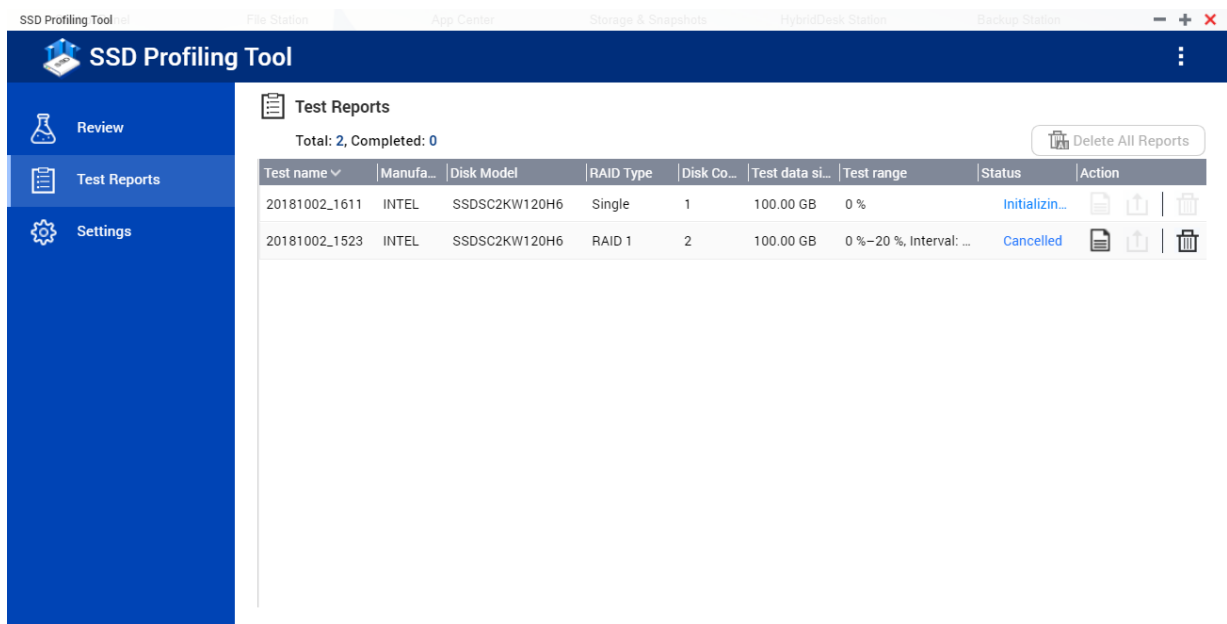 SSD Profiling Tool nel File Station App Center Storage & Snapshots HybridDesk Station Backup Station
SSD Profiling Tool
Review
Test Reports
Settings
Test Reports
Total: 2, Completed: 0
Delete All Reports
Test name Manufa... Disk Model RAID Type Disk Co... Test data si... Test range Status Action
20181002_1611 INTEL SSDSC2KW120H6 Single 1 100.00 GB 0 % Initializin...
20181002_1523 INTEL SSDSC2KW120H6 RAID 1 2 100.00 GB 0 %–20 %, Interval: ... Cancelled